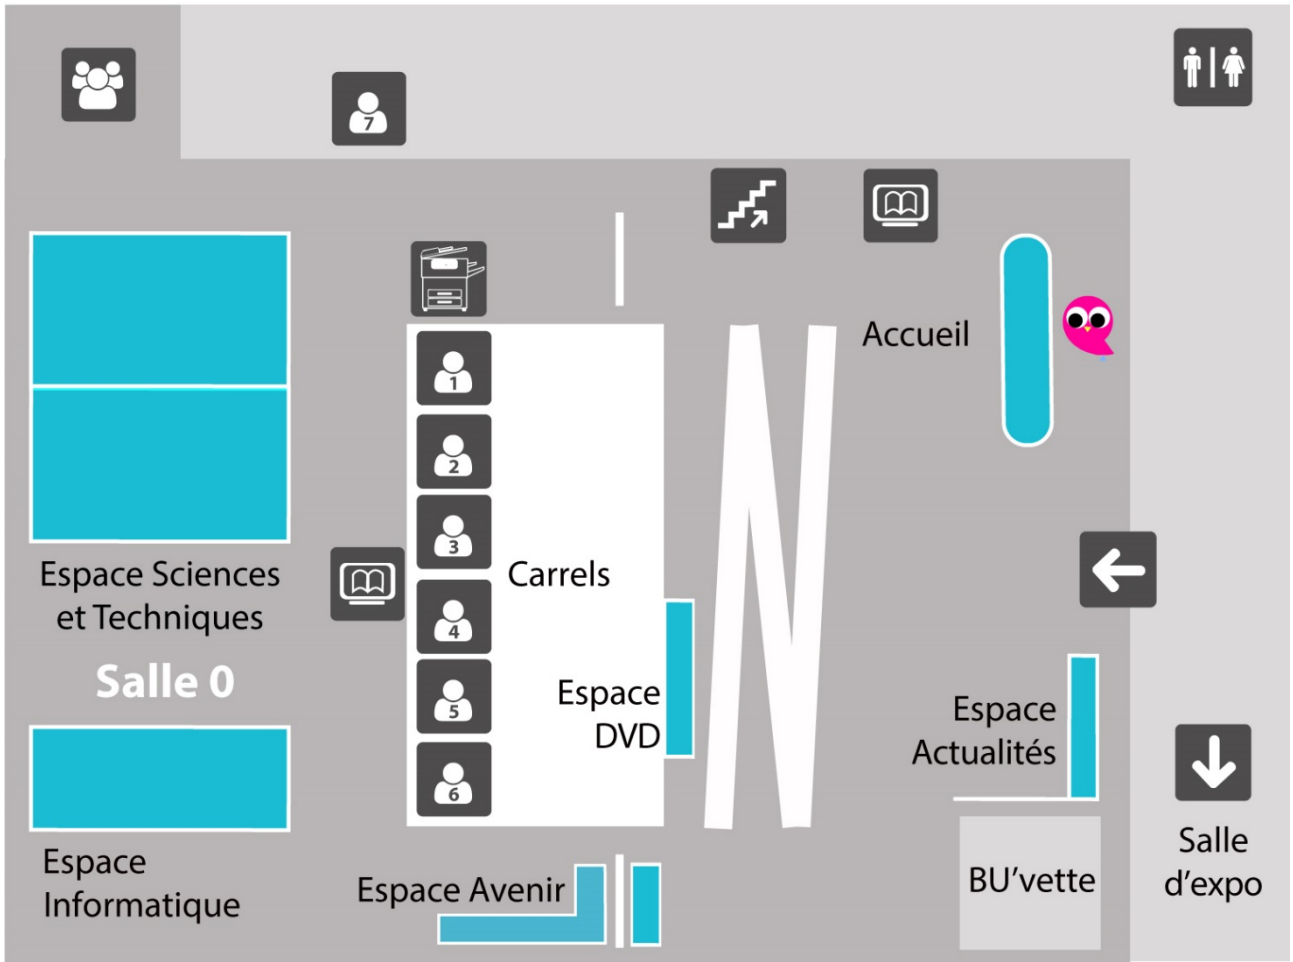 7
Accueil
1
2
3
4
5
6
Carrels
Espace Sciences
et Techniques
Salle 0
Espace
DVD
Espace
Actualités
Espace
Informatique
Espace Avenir
BU'vette
Salle
d'expo